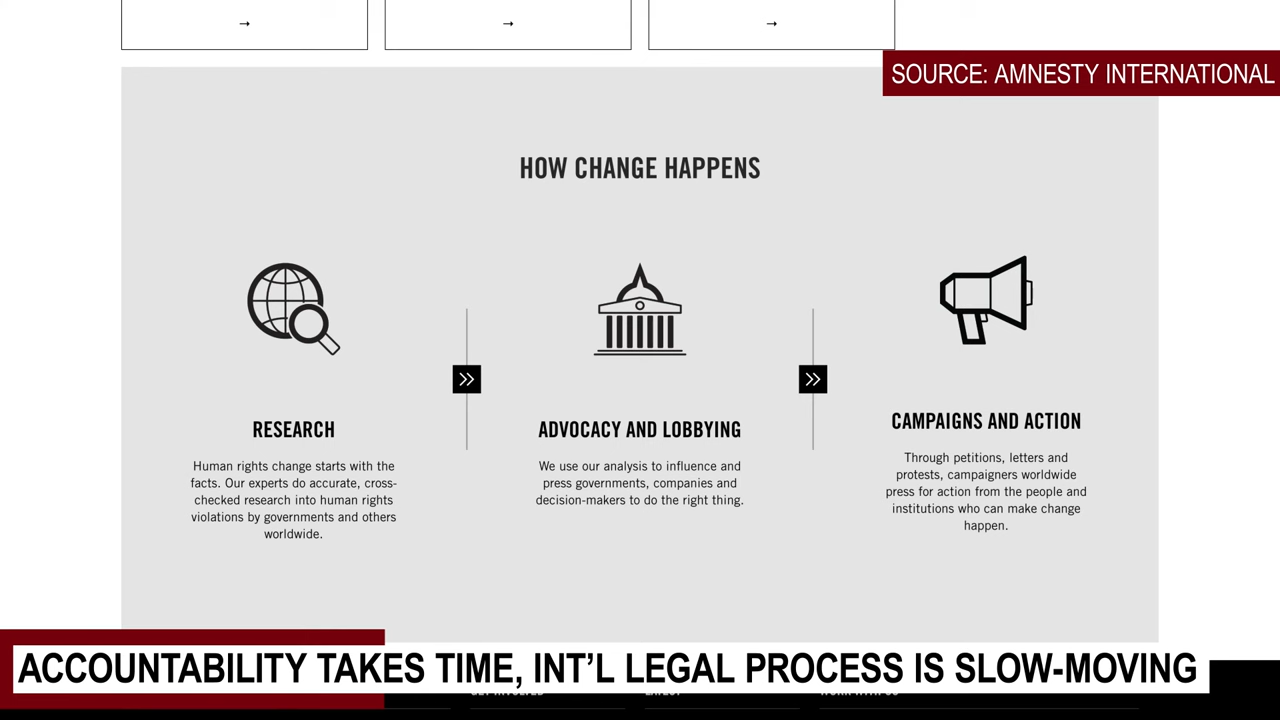 SOURCE: AMNESTY INTERNATIONAL
HOW CHANGE HAPPENS
RESEARCH
Human rights change starts with the
facts. Our experts do accurate, cross-
checked research into human rights
violations by governments and others
worldwide.
ADVOCACY AND LOBBYING
We use our analysis to influence and
press governments, companies and
decision-makers to do the right thing.
CAMPAIGNS AND ACTION
Through petitions, letters and
protests, campaigners worldwide
press for action from the people and
institutions who can make change
happen.
ACCOUNTABILITY TAKES TIME, INT'L LEGAL PROCESS IS SLOW-MOVING